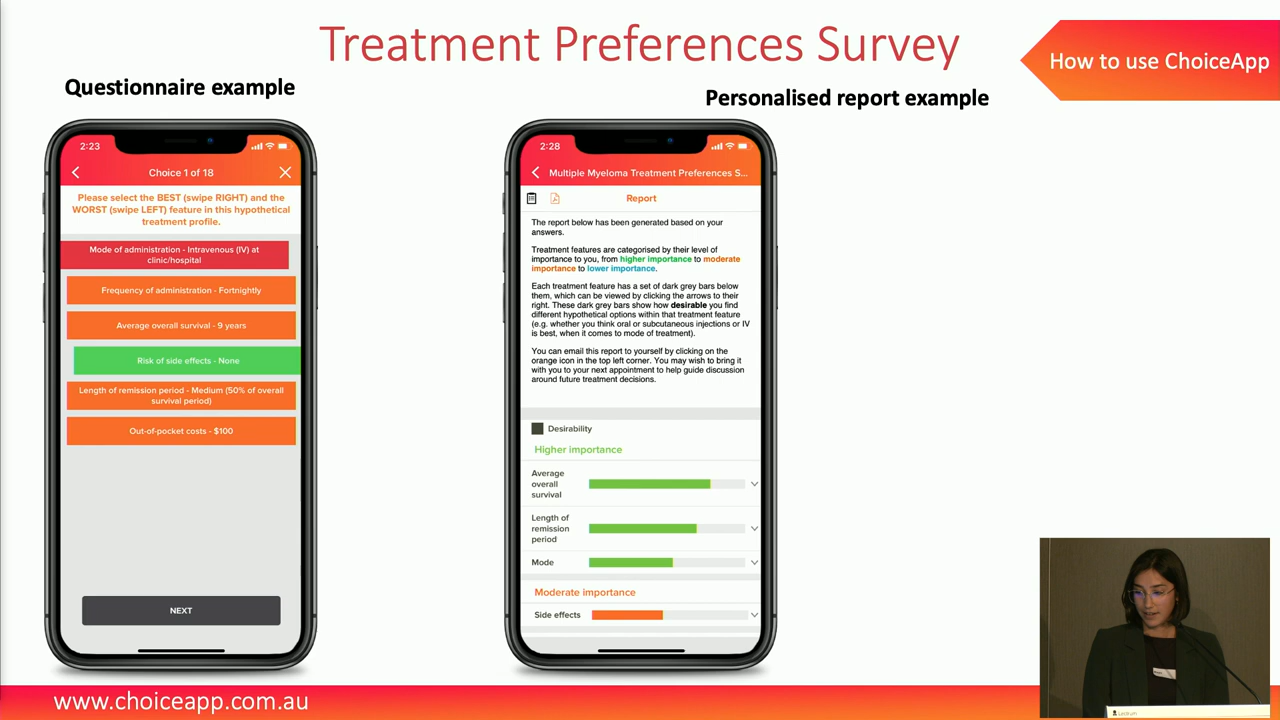 Treatment Preferences Survey
How to use ChoiceApp
Questionnaire example
Personalised report example
2:23
Choice 1 of 18
Please select the BEST (swipe RIGHT) and the
WORST (swipe LEFT) feature in this hypothetical
treatment profile.
Mode of administration - Intravenous (IV) at
clinic/hospital
Frequency of administration - Fortnightly
Average overall survival - 9 years
Risk of side effects - None
Length of remission period - Medium (50% of overall
survival period)
Out-of-pocket costs - $100
NEXT
2:28
Multiple Myeloma Treatment Preferences S...
Report
The report below has been generated based on your
answers.
Treatment features are categorised by their level of
importance to you, from higher importance to moderate
importance to lower importance.
Each treatment feature has a set of dark grey bars below
them, which can be viewed by clicking the arrows to their
right. These dark grey bars show how desirable you find
different hypothetical options within that treatment feature
(e.g. whether you think oral or subcutaneous injections or IV
is best, when it comes to mode of treatment).
You can email this report to yourself by clicking on the
orange icon in the top left corner. You may wish to bring it
with you to your next appointment to help guide discussion
around future treatment decisions.
Desirability
Higher importance
Average
overall
survival
Length of
remission
period
Mode
Moderate importance
Side effects
www.choiceapp.com.au